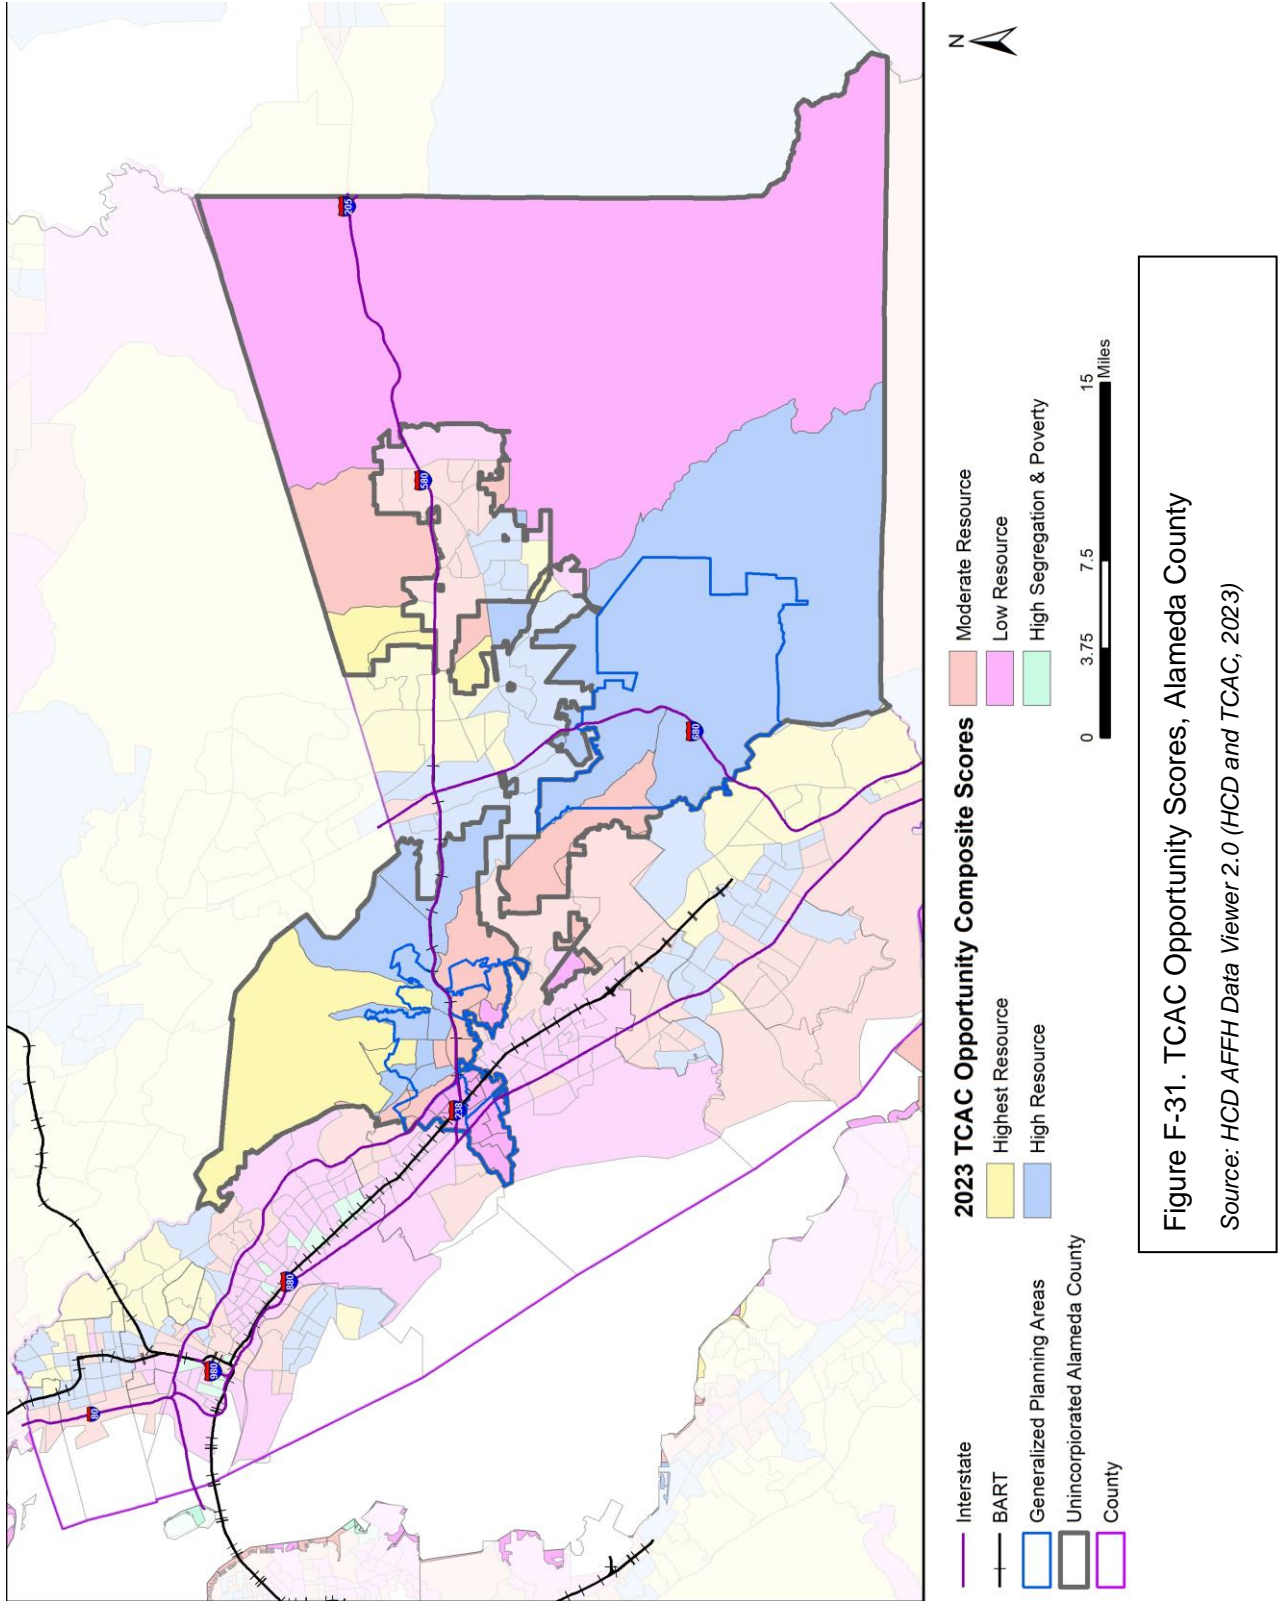 80
980
880
238
580
205
680
N
Interstate
BART
Generalized Planning Areas
Unincorpiorated Alameda County
County
2023 TCAC Opportunity Composite Scores
Highest Resource
High Resource
Moderate Resource
Low Resource
High Segregation & Poverty
0 3.75 7.5 15
Miles
Figure F-31. TCAC Opportunity Scores, Alameda County
Source: HCD AFFH Data Viewer 2.0 (HCD and TCAC, 2023)